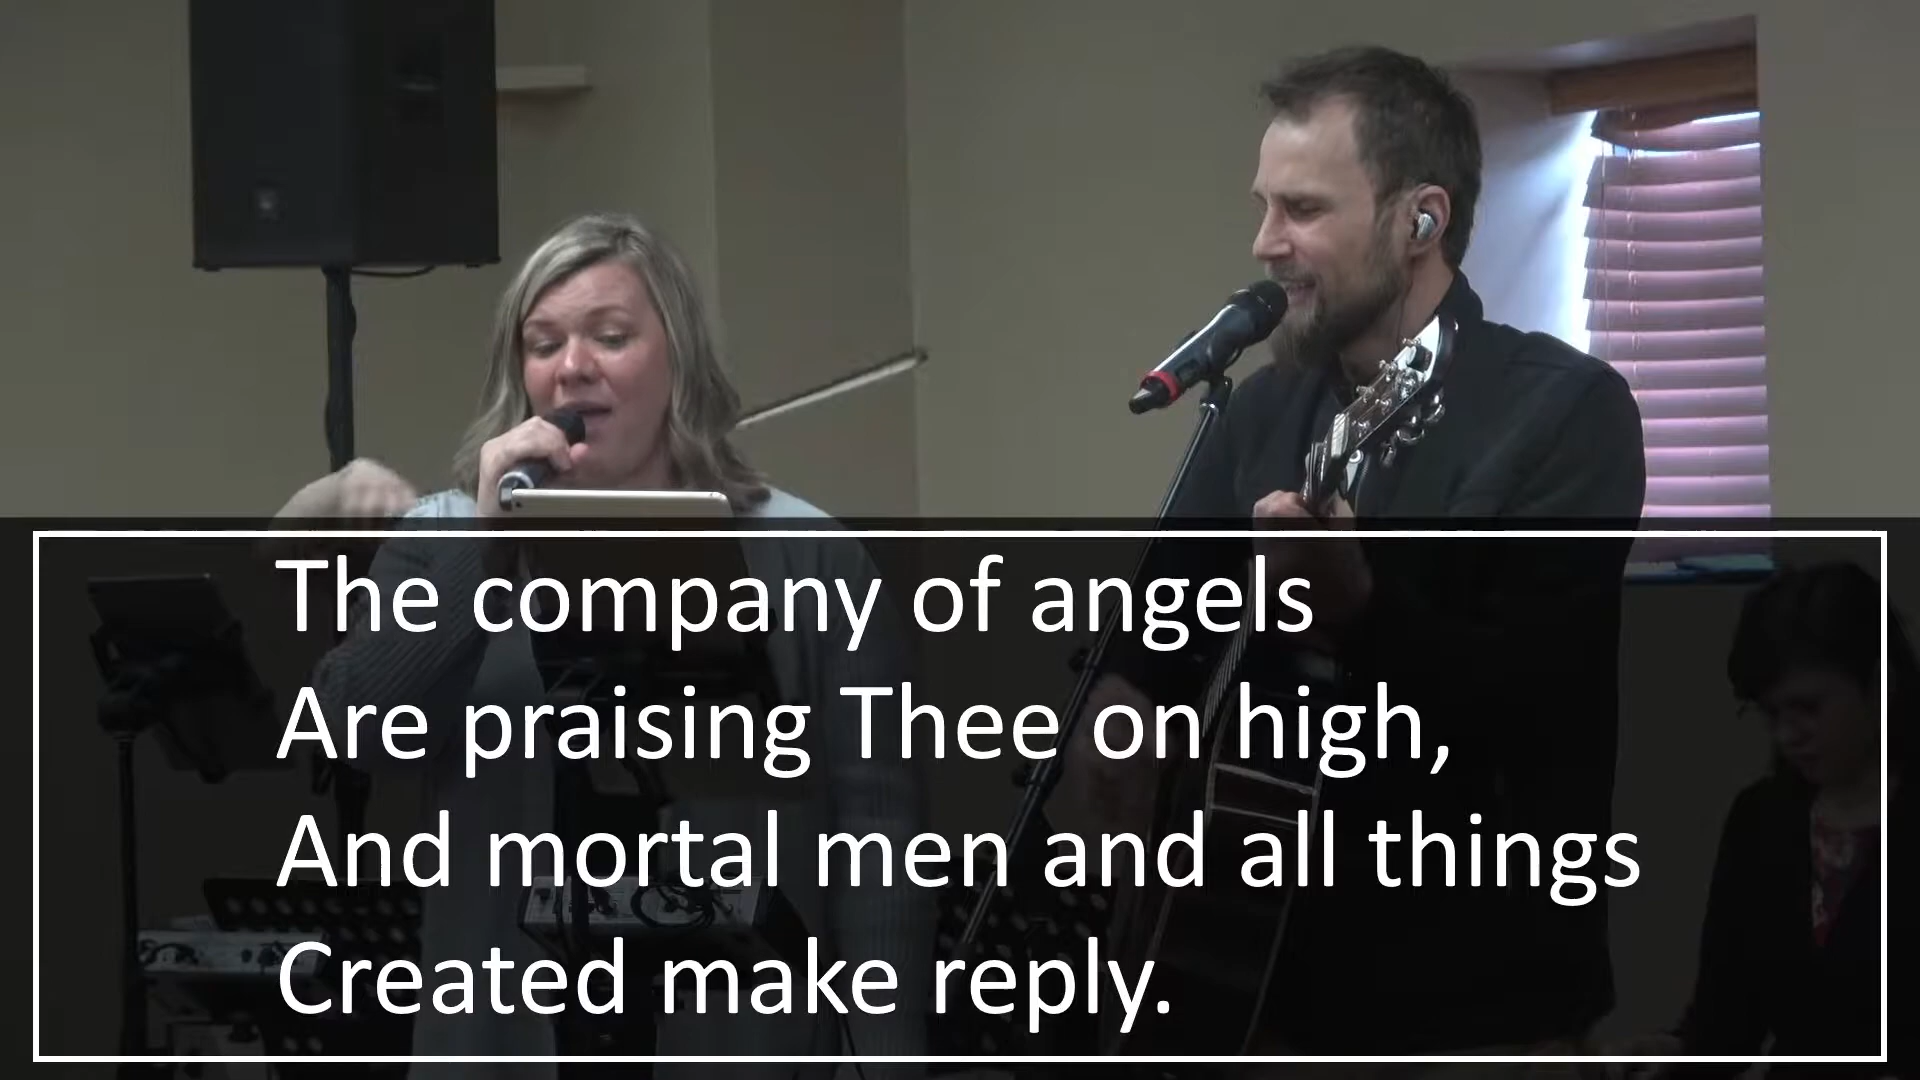 The company of angels
Are praising Thee on high,
And mortal men and all things
Created make reply.